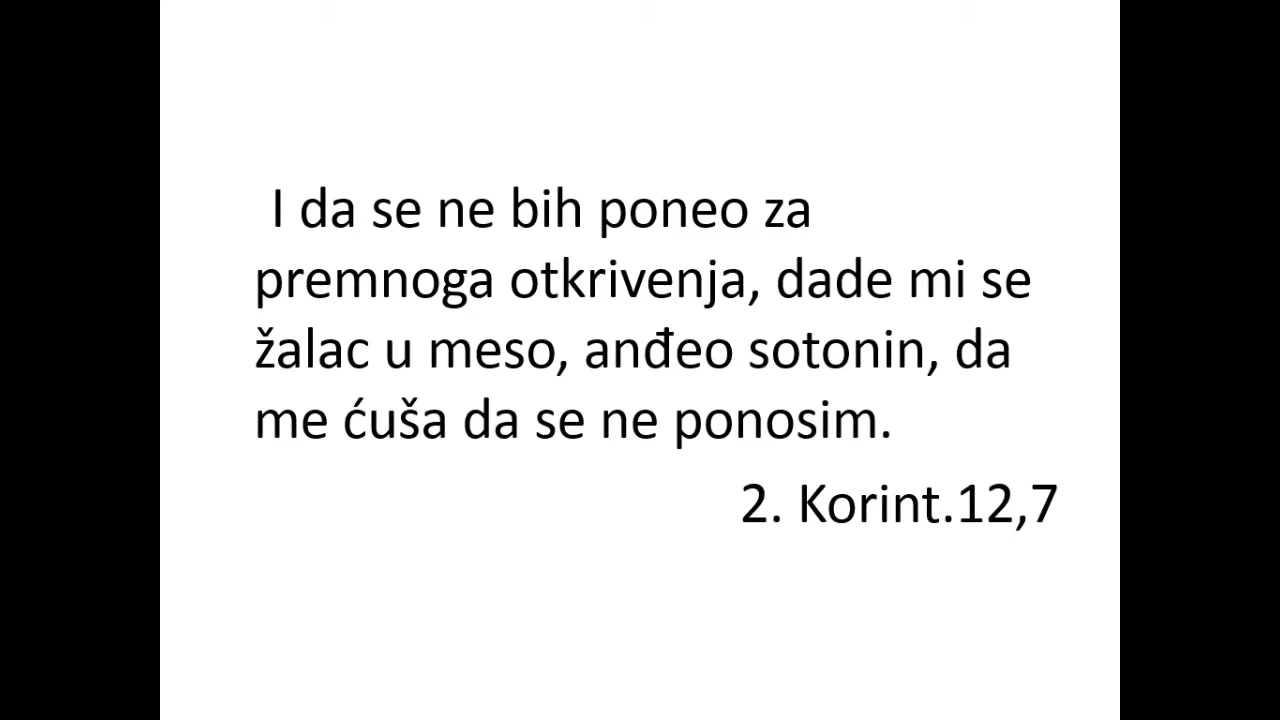 I da se ne bih poneo za
premnoga otkrivenja, dade mi se
žalac u meso, anđeo sotonin, da
me ćuša da se ne ponosim.
2. Korint.12,7